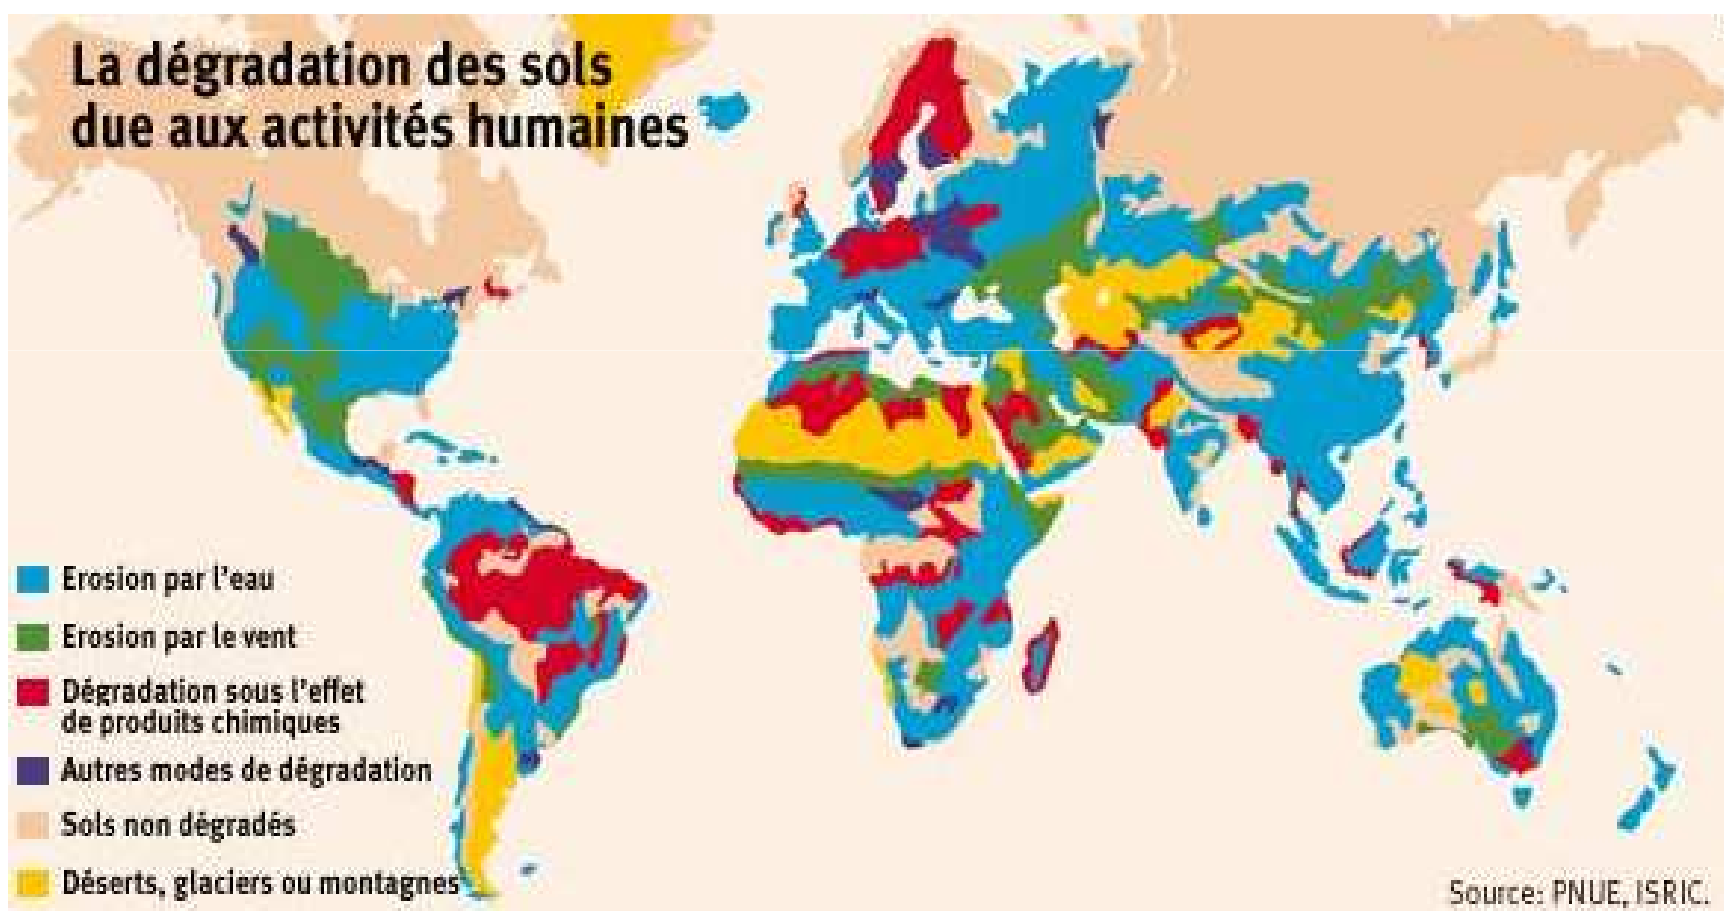 La dégradation des sols
due aux activités humaines
Erosion par l'eau
Erosion par le vent
Dégradation sous l'effet
de produits chimiques
Autres modes de dégradation
Sols non dégradés
Déserts, glaciers ou montagnes
Source: PNUE, ISRIC.